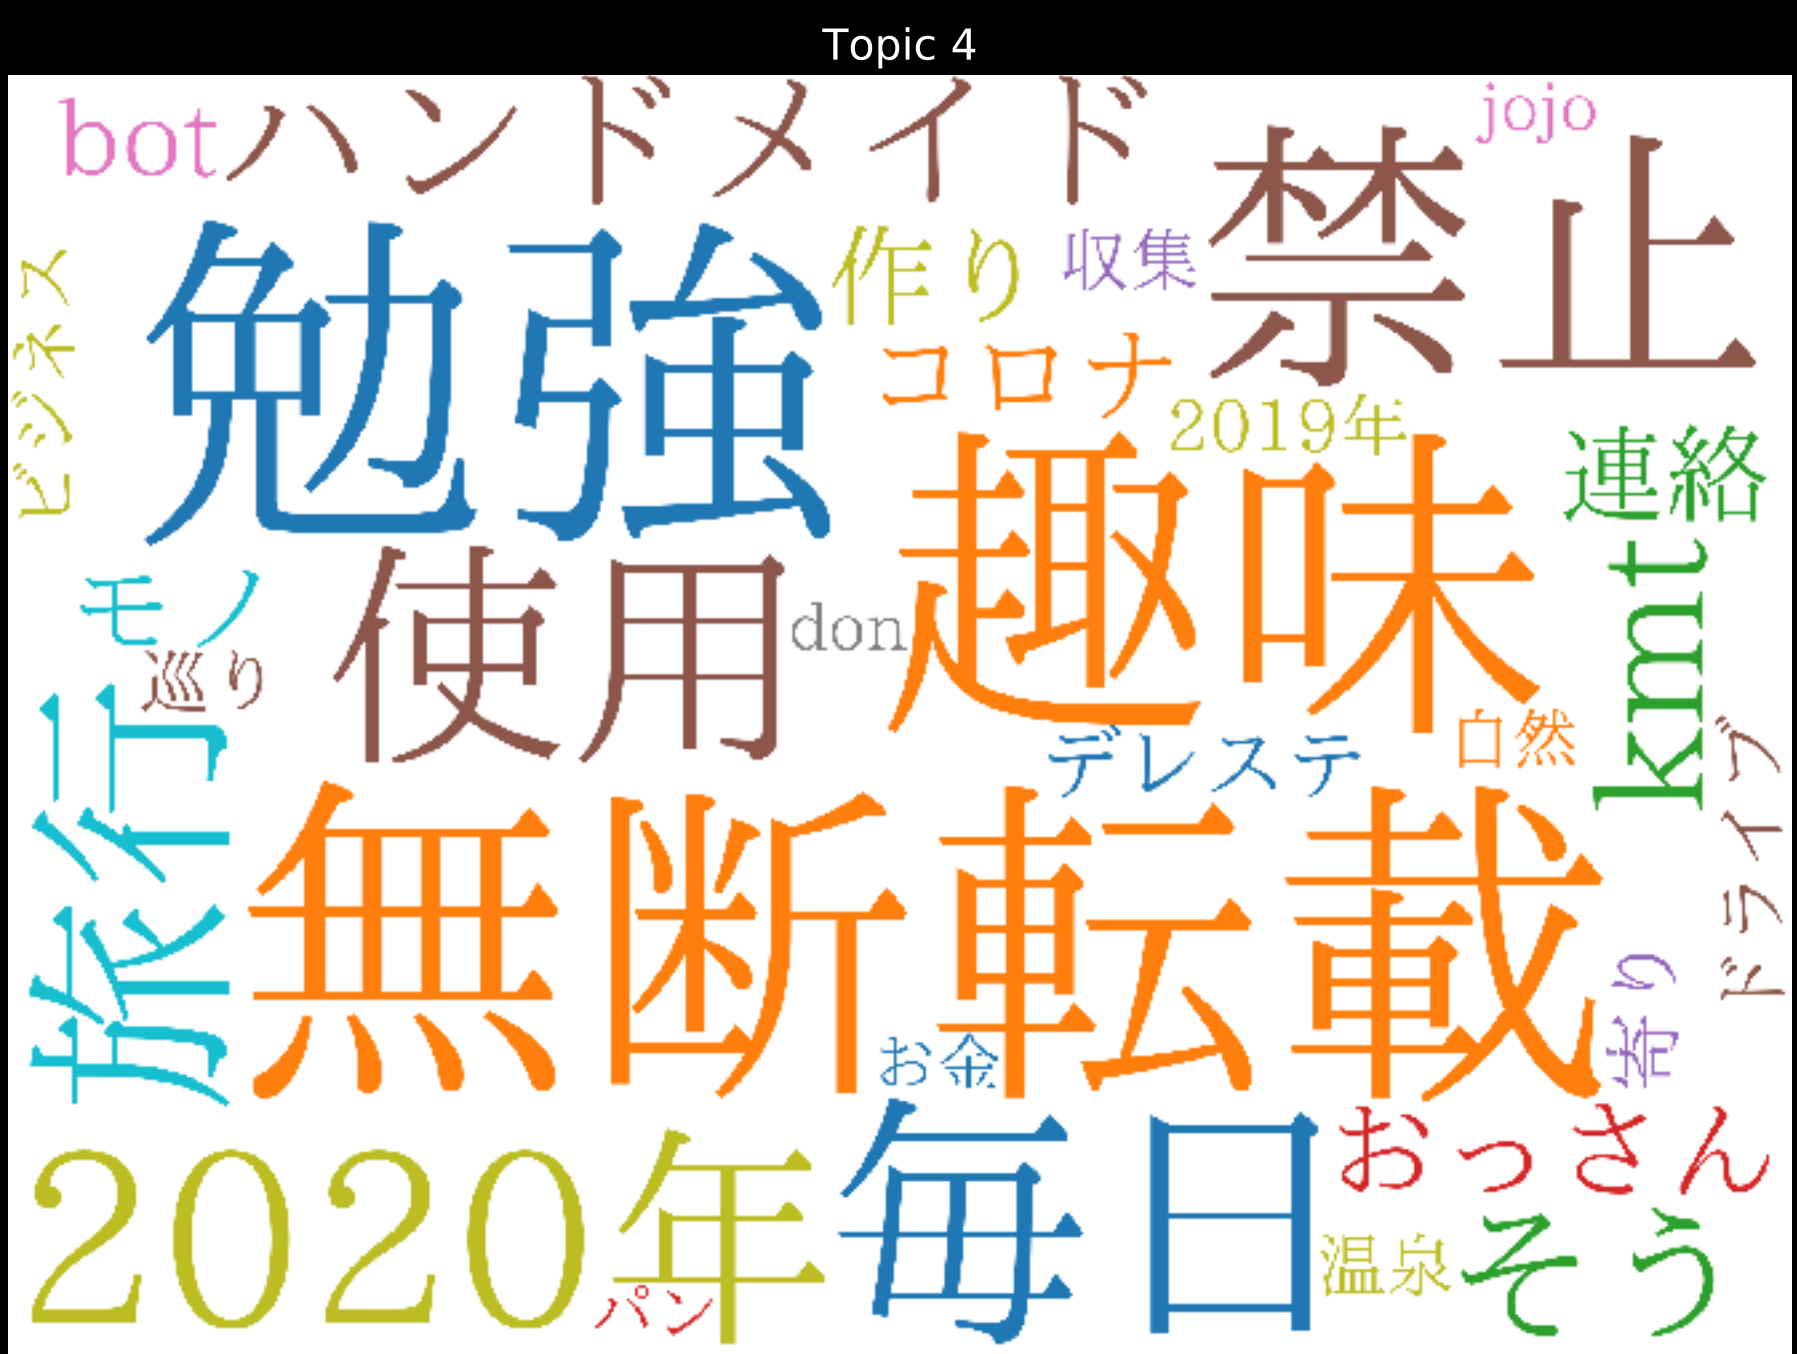 Topic 4
bot
ハンドメイド
jojo
禁止
勉強
作り
収集
ビジネス
コロナ
2019年
趣味
連絡
kmt
使用
don
モノ
巡り
旅行
デレステ
自然
ドライブ
無断転載
寄り
お金
2020年
毎日
おっさん
温泉
そう
パン